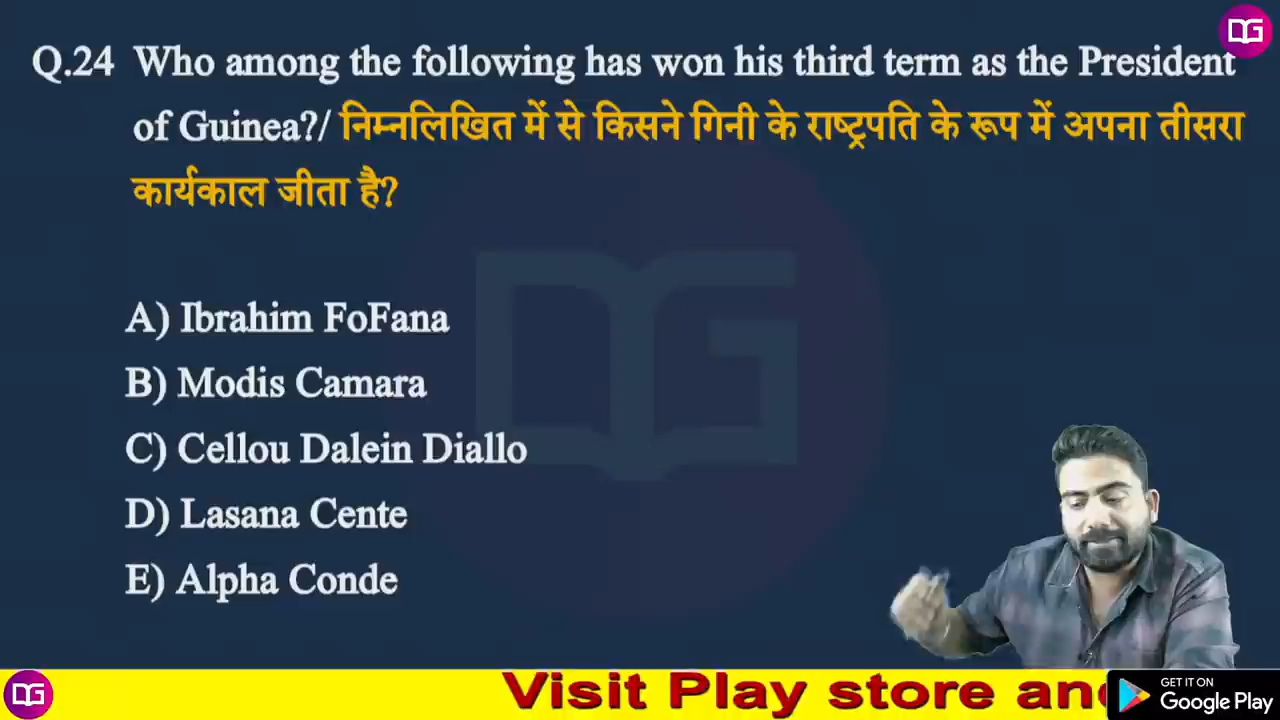 DG
Q.24 Who among the following has won his third term as the President
of Guinea?/ निम्नलिखित में से किसने गिनी के राष्ट्रपति के रूप में अपना तीसरा
कार्यकाल जीता है?
A) Ibrahim FoFana
B) Modis Camara
C) Cellou Dalein Diallo
D) Lasana Cente
E) Alpha Conde
DG
Visit Play store and
GET IT ON
Google Play